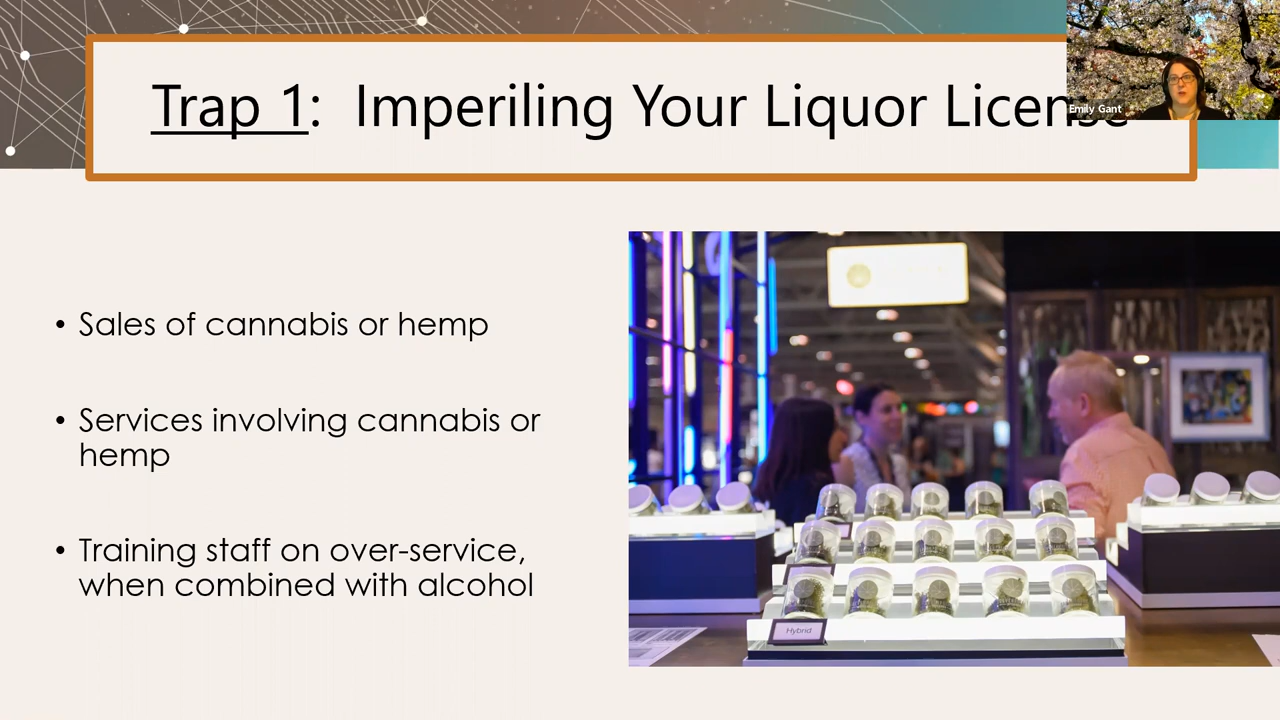 Trap 1:  Imperiling Your Liquor License
Emily Gant
• Sales of cannabis or hemp
• Services involving cannabis or
hemp
• Training staff on over-service,
when combined with alcohol
Hybrid